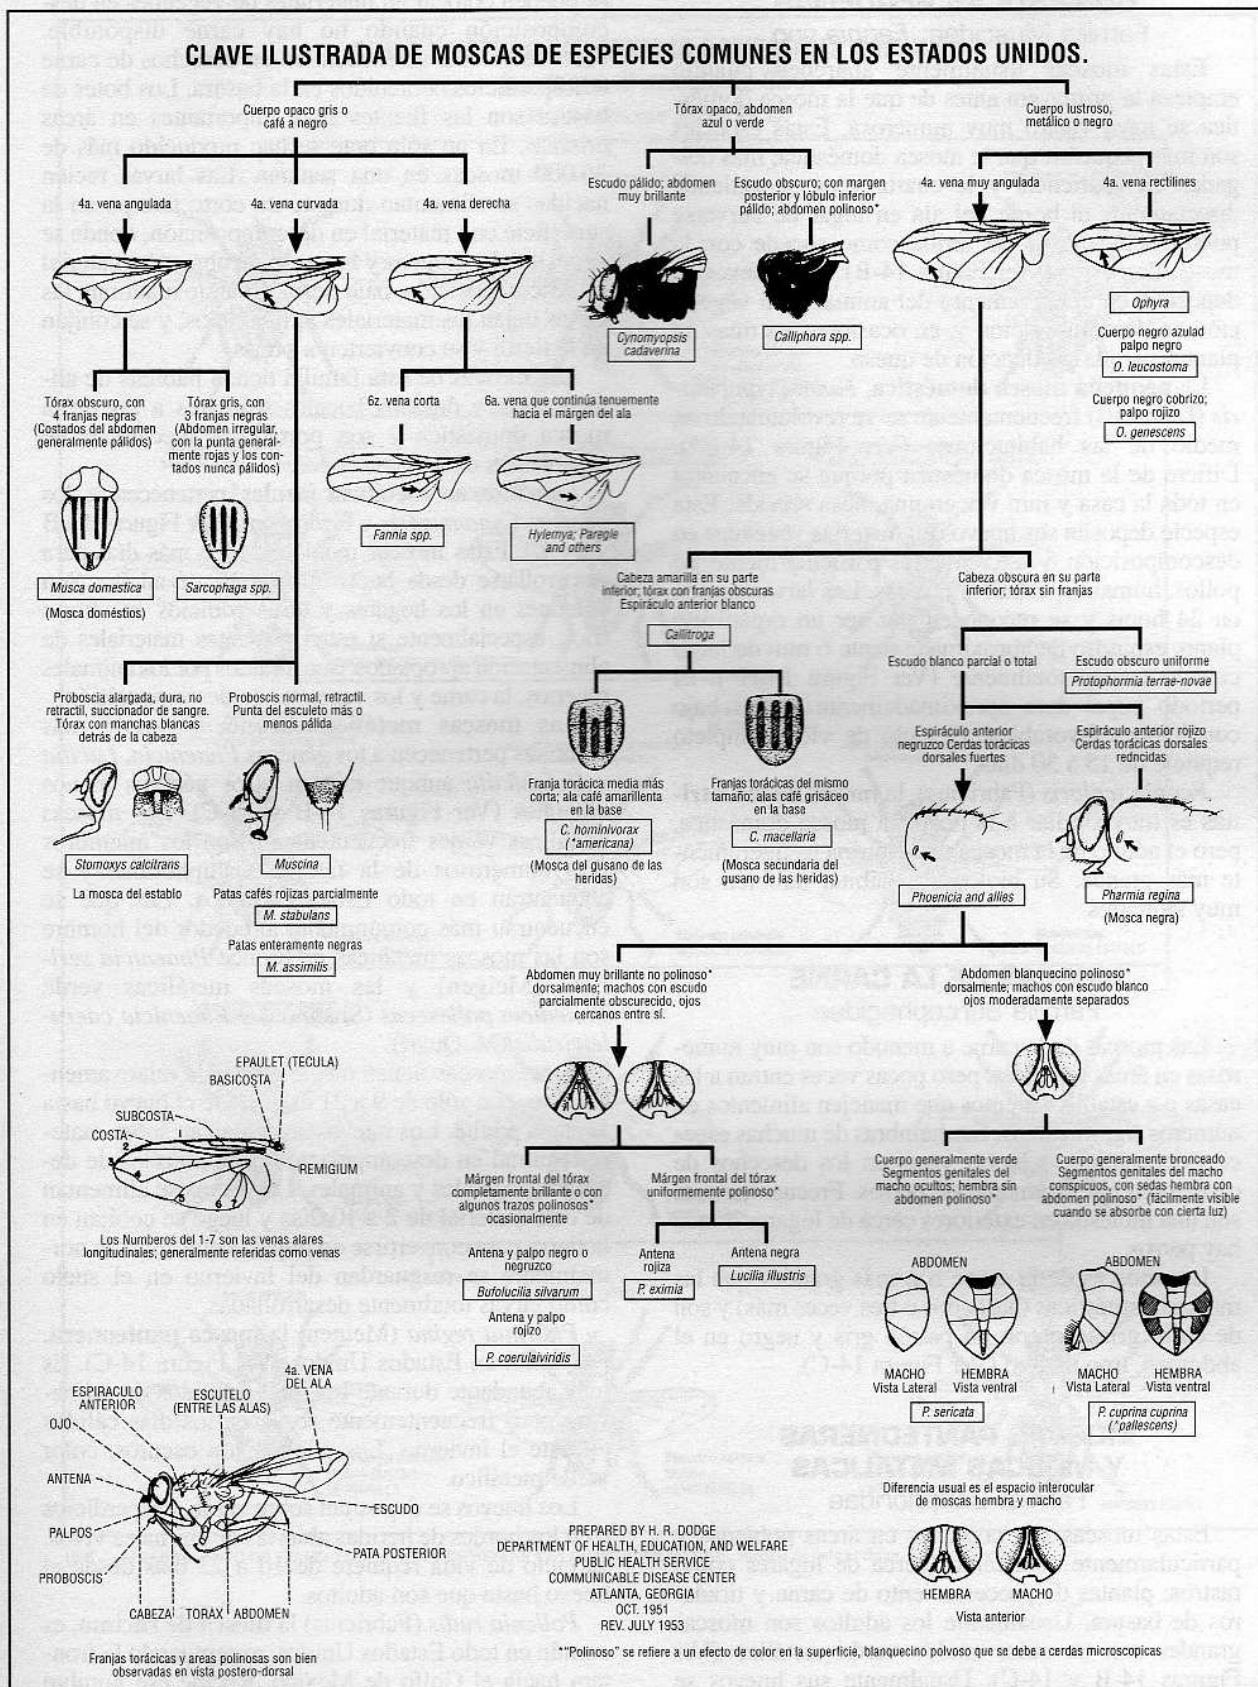 CLAVE ILUSTRADA DE MOSCAS DE ESPECIES COMUNES EN LOS ESTADOS UNIDOS.
Cuerpo opaco gris o
café a negro
Tórax opaco, abdomen
azul o verde
Cuerpo lustroso,
metálico o negro
4a. vena angulada
4a. vena curvada
4a. vena derecha
Escudo pálido; abdomen
muy brillante
Escudo obscuro; con margen
posterior y lóbulo inferior
pálido; abdomen polinoso*
4a. vena muy angulada
4a. vena rectilines
Cynomyopsis
cadaverina
Calliphora spp.
Ophyra
Cuerpo negro azulad
palpo negro
O. leucostoma
Cuerpo negro cobrizo;
palpo rojizo
O. genescens
Tórax obscuro, con
4 franjas negras
(Costados del abdomen
generalmente pálidos)
Tórax gris, con
3 franjas negras
(Abdomen irregular,
con la punta general-
mente rojas y los con-
tados nunca pálidos)
6z. vena corta
6a. vena que continúa tenuemente
hacia el márgen del ala
Musca domestica
(Mosca doméstios)
Sarcophaga spp.
Fannia spp.
Hylemya; Paregle
and others
Cabeza amarilla en su parte
inferior; tórax con franjas obscuras
Espiráculo anterior blanco
Callitroga
Cabeza obscura en su parte
inferior; tórax sin franjas
Escudo blanco parcial o total
Escudo obscuro uniforme
Protophormia terrae-novae
Proboscia alargada, dura, no
retractil, succionador de sangre.
Tórax con manchas blancas
detrás de la cabeza
Proboscis normal, retractil.
Punta del esculeto más o
menos pálida
Espiráculo anterior
negruzco Cerdas torácicas
dorsales fuertes
Espiráculo anterior rojizo
Cerdas torácicas dorsales
redncidas
Franja torácica media más
corta; ala café amarillenta
en la base
C. hominivorax
(*americana)
(Mosca del gusano de las
heridas)
Franjas torácicas del mismo
tamaño; alas café grisáceo
en la base
C. macellaria
(Mosca secundaria del
gusano de las heridas)
Stomoxys calcitrans
La mosca del establo
Muscina
Patas cafés rojizas parcialmente
M. stabulans
Patas enteramente negras
M. assimilis
Phoenicia and allies
Pharmia regina
(Mosca negra)
Abdomen muy brillante no polinoso*
dorsalmente; machos con escudo
parcialmente obscurecido, ojos
cercanos entre sí.
Abdomen blanquecino polinoso*
dorsalmente; machos con escudo blanco
ojos moderadamente separados
EPAULET (TECULA)
BASICOSTA
SUBCOSTA
COSTA
1
2
3
4
5
6
7
REMIGIUM
Los Numberos del 1-7 son las venas alares
longitudinales; generalmente referidas como venas
Márgen frontal del tórax
completamente brillante o con
algunos trazos polinosos*
ocasionalmente
Márgen frontal del tórax
uniformemente polinoso*
Cuerpo generalmente verde
Segmentos genitales del
macho ocultos; hembra sin
abdomen polinoso*
Cuerpo generalmente bronceado
Segmentos genitales del macho
conspicuos, con sedas hembra con
abdomen polinoso* (fácilmente visible
cuando se absorbe con cierta luz)
Antena y palpo negro o
negruzco
Bufolucilia silvarum
Antena y palpo
rojizo
P. coerulaiviridis
Antena
rojiza
P. eximia
Antena negra
Lucilia illustris
ABDOMEN
MACHO
Vista Lateral
HEMBRA
Vista ventral
P. sericata
ABDOMEN
MACHO
Vista Lateral
HEMBRA
Vista ventral
P. cuprina cuprina
(*pallescens)
4a. VENA
DEL ALA
ESPIRACULO
ANTERIOR
ESCUTELO
(ENTRE LAS ALAS)
OJO
ANTENA
PALPOS
PROBOSCIS
ESCUDO
PATA POSTERIOR
CABEZA
TORAX
ABDOMEN
Franjas torácicas y areas polinosas son bien
observadas en vista postero-dorsal
PREPARED BY H. R. DODGE
DEPARTMENT OF HEALTH, EDUCATION, AND WELFARE
PUBLIC HEALTH SERVICE
COMMUNICABLE DISEASE CENTER
ATLANTA, GEORGIA
OCT. 1951
REV. JULY 1953
Diferencia usual es el espacio interocular
de moscas hembra y macho
HEMBRA
MACHO
Vista anterior
*"Polinoso" se refiere a un efecto de color en la superficie, blanquecino polvoso que se debe a cerdas microscopicas